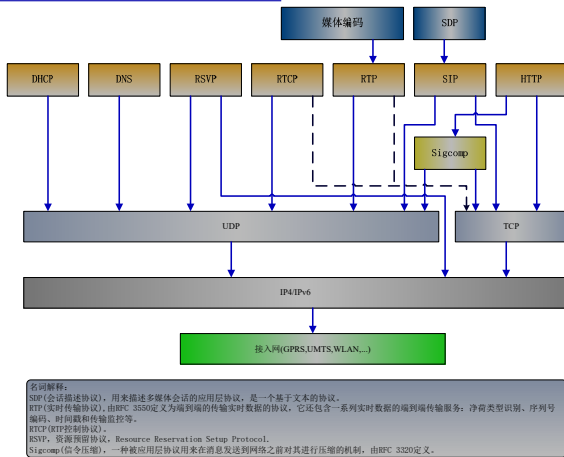 媒体编码 SDP
DHCP DNS RSVP RTCP RTP SIP HTTP
Sigcomp
UDP TCP
IP4/IPv6
接入网(GPRS,UMTS,WLAN,...)
名词解释:
SDP(会话描述协议), 用来描述多媒体会话的应用层协议, 是一个基于文本的协议。
RTP(实时传输协议),由RFC 3550定义为端到端的传输实时数据的协议, 它还包含一系列实时数据的端到端传输服务: 净荷类型识别、序列号
编码、时间戳和传输监控等。
RTCP(RTP控制协议)。
RSVP, 资源预留协议, Resource Reservation Setup Protocol.
Sigcomp(信令压缩), 一种被应用层协议用来在消息发送到网络之前对其进行压缩的机制, 由RFC 3320定义。